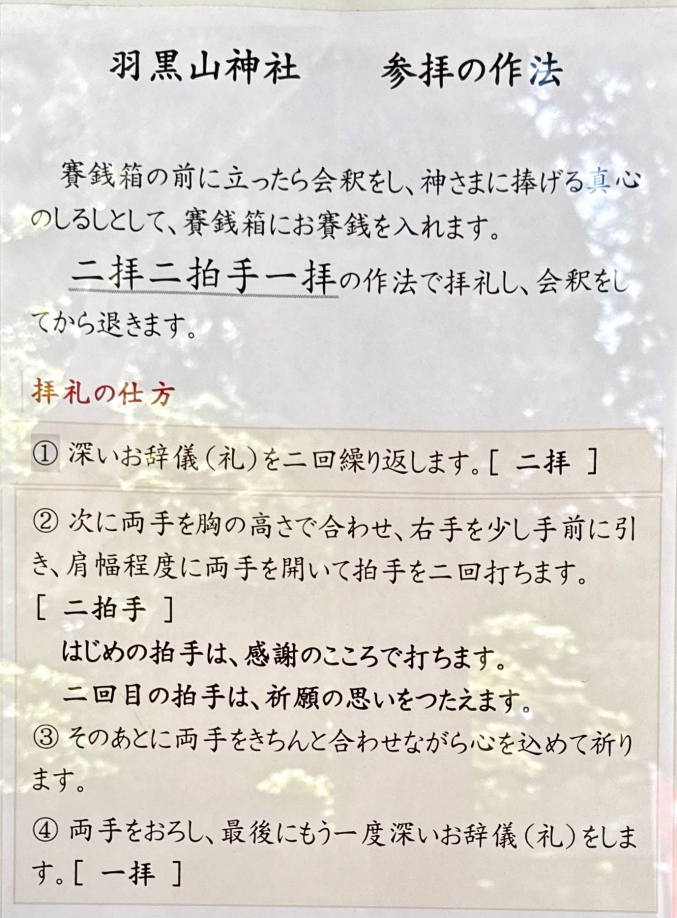 羽黒山神社　　参拝の作法
賽銭箱の前に立ったら会釈をし、神さまに捧げる真心
のしるしとして、賽銭箱にお賽銭を入れます。
二拝二拍手一拝の作法で拝礼し、会釈をし
てから退きます。
拝礼の仕方
① 深いお辞儀(礼)を二回繰り返します。[ 二拝 ]
② 次に両手を胸の高さで合わせ、右手を少し手前に引
き、肩幅程度に両手を開いて拍手を二回打ちます。
[ 二拍手 ]
はじめの拍手は、感謝のこころで打ちます。
二回目の拍手は、祈願の思いをつたえます。
③ そのあとに両手をきちんと合わせながら心を込めて祈り
ます。
④ 両手をおろし、最後にもう一度深いお辞儀(礼)をしま
す。[ 一拝 ]